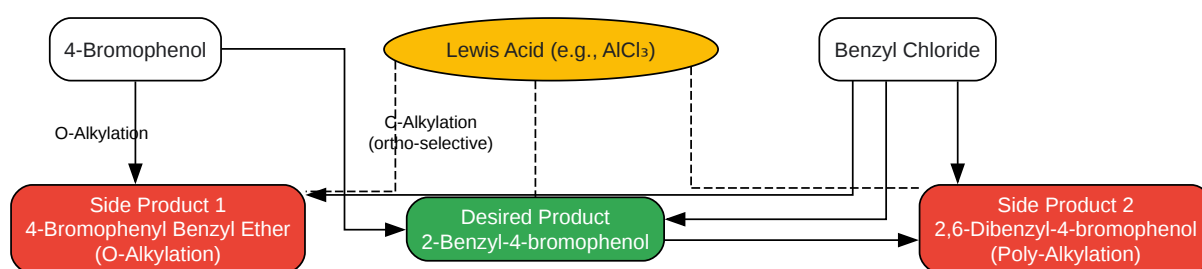 4-Bromophenol
Lewis Acid (e.g., AlCl₃)
Benzyl Chloride
O-Alkylation
C-Alkylation
(ortho-selective)
Side Product 1
4-Bromophenyl Benzyl Ether
(O-Alkylation)
Desired Product
2-Benzyl-4-bromophenol
Side Product 2
2,6-Dibenzyl-4-bromophenol
(Poly-Alkylation)